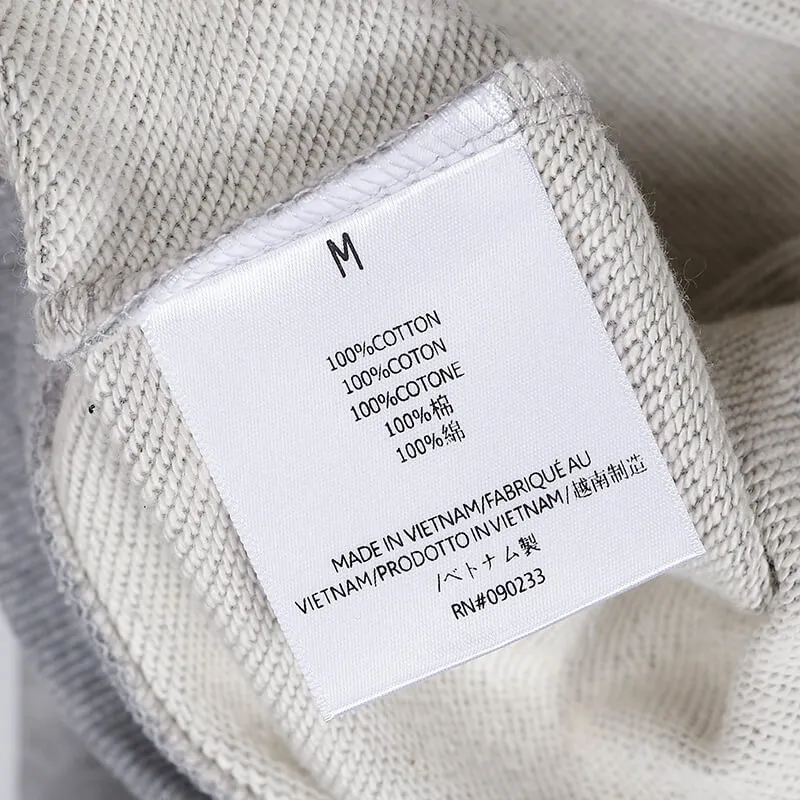 M
100%COTTON
100%COTON
100%COTONE
100%棉
100%綿
MADE IN VIETNAM/FABRIQUÉ AU
VIETNAM/PRODOTTO IN VIETNAM/越南制造
/ベトナム製
RN#090233